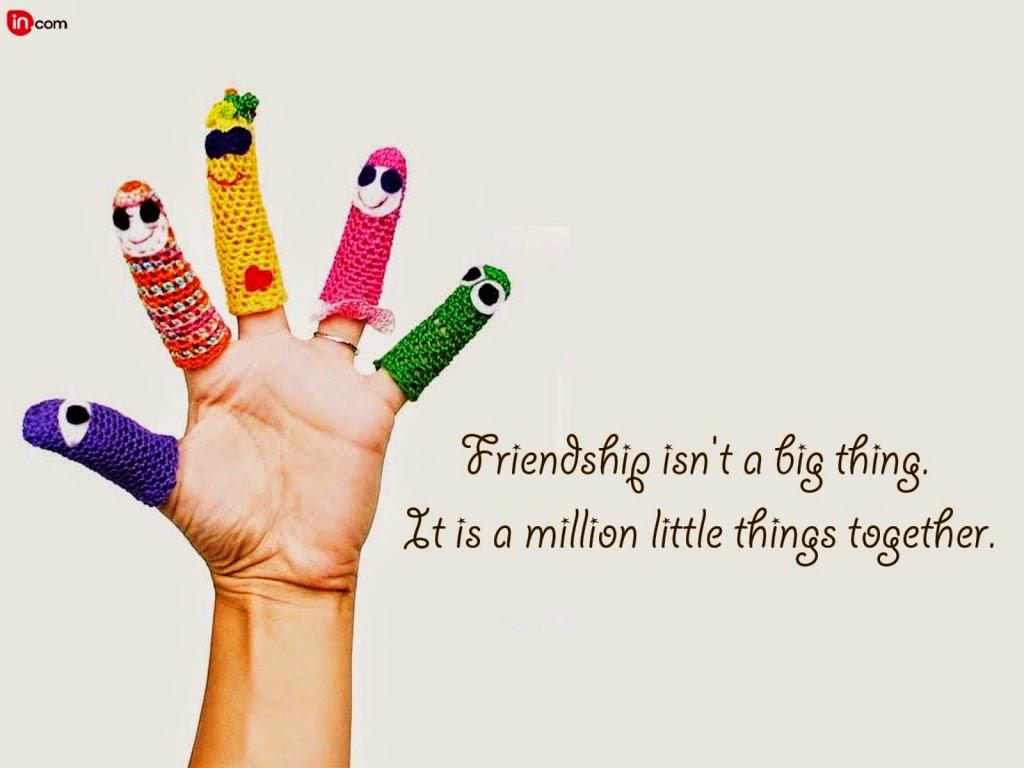 in.com
Friendship isn't a big thing.
It is a million little things together.